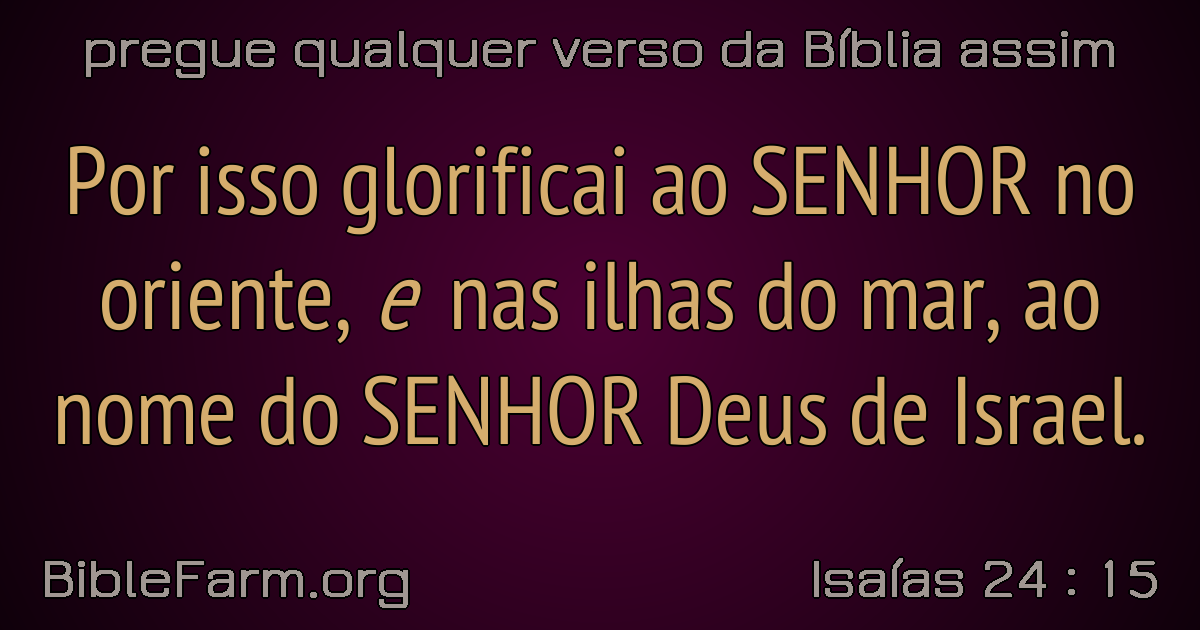 pregue qualquer verso da Bíblia assim
Por isso glorificai ao SENHOR no
oriente, e nas ilhas do mar, ao
nome do SENHOR Deus de Israel.
BibleFarm.org
Isaías 24 : 15